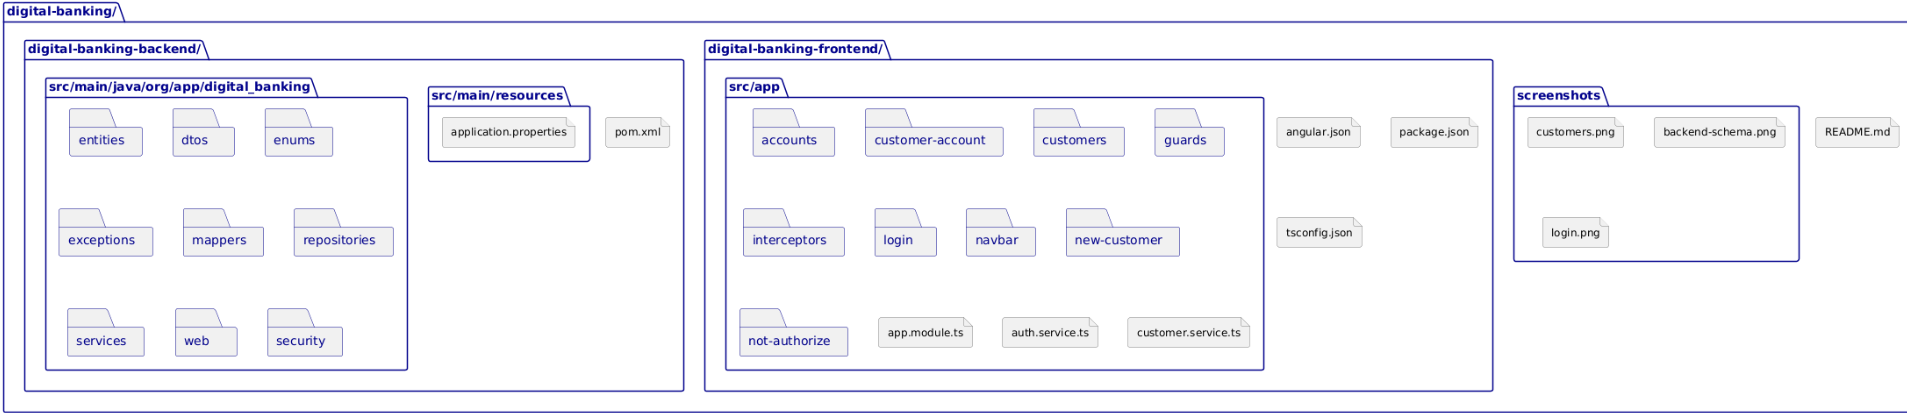 digital-banking/
digital-banking-backend/
src/main/java/org/app/digital_banking
entities
dtos
enums
exceptions
mappers
repositories
services
web
security
src/main/resources
application.properties
pom.xml
digital-banking-frontend/
src/app
accounts
customer-account
customers
guards
interceptors
login
navbar
new-customer
not-authorize
app.module.ts
auth.service.ts
customer.service.ts
angular.json
package.json
tsconfig.json
screenshots
customers.png
backend-schema.png
login.png
README.md